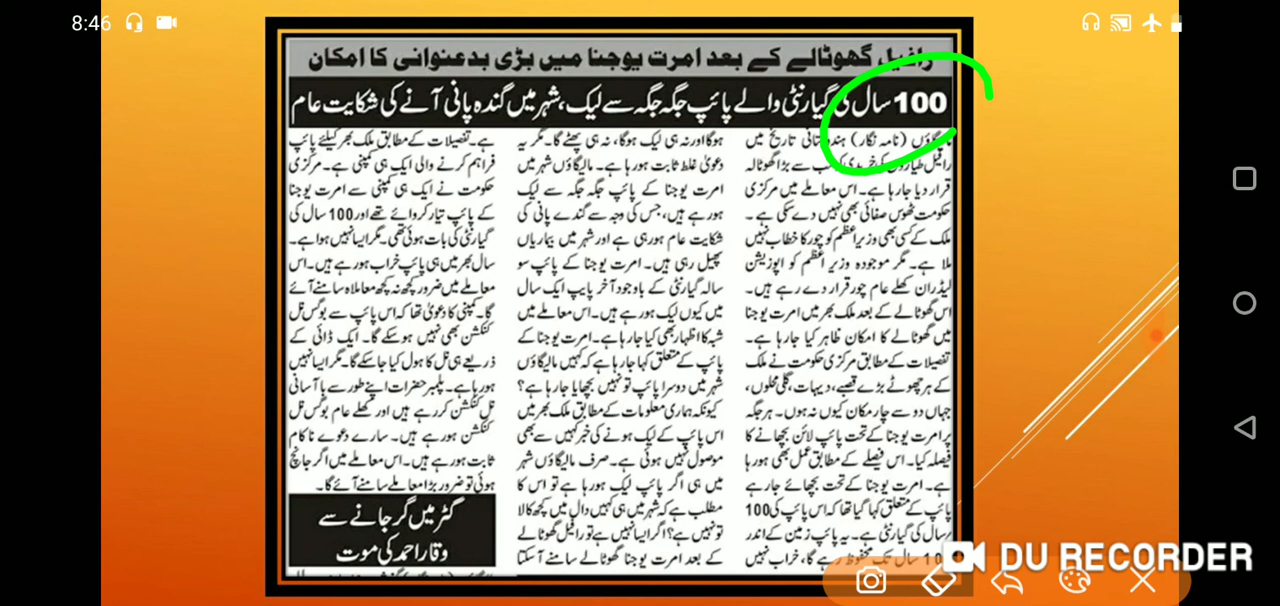 8:46
رافیل گھوٹالے کے بعد امرت یوجنا میں بڑی بدعنوانی کا امکان
100 سال کی گیارنٹی والے پائپ جگہ جگہ سے لیک، شہر میں گندہ پانی آنے کی شکایت عام
(نامہ نگار) ہندوستانی تاریخ میں
رافیل طیاروں کی خریدی سب سے بڑا گھوٹالہ
قرار دیا جارہا ہے۔ اس معاملے میں مرکزی
حکومت ٹھوس صفائی بھی نہیں دے سکی ہے۔
ملک کے کسی بھی وزیر اعظم کو چور کا خطاب نہیں
ملا ہے۔ مگر موجودہ وزیر اعظم کو اپوزیشن
لیڈران کھلے عام چور قرار دے رہے ہیں۔
اس گھوٹالے کے بعد ملک بھر میں امرت یوجنا
میں گھوٹالے کا امکان ظاہر کیا جارہا ہے۔
تفصیلات کے مطابق مرکزی حکومت نے ملک
کے ہر چھوٹے بڑے قصبے، دیہات، گلی محلوں،
جہاں دو سے چار مکان کیوں نہ ہوں۔ ہر جگہ
پر امرت یوجنا کے تحت پائپ لائن بچھانے کا
فیصلہ کیا۔ اس فیصلے کے مطابق عمل بھی ہورہا
ہے۔ امرت یوجنا کے تحت بچھائے جارہے
پائپ کے متعلق کہا گیا تھا کہ اس پائپ کی 100
سال کی گیارنٹی ہے۔ یہ پائپ زمین کے اندر
سال تک محفوظ رہے گا، خراب نہیں
ہوگا اور نہ ہی لیک ہوگا، نہ ہی پھٹے گا۔ مگر یہ
دعویٰ غلط ثابت ہورہا ہے۔ مالیگاؤں شہر میں
امرت یوجنا کے پائپ جگہ جگہ سے لیک
ہورہے ہیں، جس کی وجہ سے گندے پانی کی
شکایت عام ہورہی ہے اور شہر میں بیماریاں
پھیل رہی ہیں۔ امرت یوجنا کے پائپ سو
سالہ گیارنٹی کے باوجود آخر پایپ ایک سال
میں کیوں لیک ہورہے ہیں۔ اس معاملے میں
شبہ کا اظہار بھی کیا جارہا ہے۔ امرت یوجنا کے
پائپ کے متعلق کہا جارہا ہے کہ کہیں مالیگاؤں
شہر میں دوسرا پائپ تو نہیں بچھایا جارہا ہے؟
کیونکہ ہماری معلومات کے مطابق ملک بھر میں
اس پائپ کے لیک ہونے کی خبر کہیں سے بھی
موصول نہیں ہوئی ہے۔ صرف مالیگاؤں شہر
میں ہی اگر پائپ لیک ہورہا ہے تو اس کا
مطلب ہے کہ شہر میں ہی کہیں دال میں کچھ کالا
تو نہیں ہے؟ اگر ایسا نہیں ہے تو رافیل گھوٹالے
کے بعد امرت یوجنا گھوٹالے سامنے آسکتا
ہے۔ تفصیلات کے مطابق ملک بھر کیلئے پائپ
فراہم کرنے والی ایک ہی کمپنی ہے۔ مرکزی
حکومت نے ایک ہی کمپنی سے امرت یوجنا
کے پائپ تیار کروائے تھے اور 100 سال کی
گیارنٹی کی بات ہوئی تھی۔ مگر ایسا نہیں ہوا ہے۔
سال بھر میں ہی پائپ خراب ہورہے ہیں۔ اس
معاملے میں ضرور کچھ نہ کچھ معاملاہ سامنے آئے
گا۔ کمپنی کا دعویٰ تھا کہ اس پائپ سے بوگس نل
کنکشن بھی نہیں ہوسکے گا۔ ایک ڈائی کے
ذریعے ہی نل کا ہول کیا جاسکے گا۔ مگر ایسا نہیں
ہورہا ہے۔ پلمبر حضرات اپنے طور سے با آسانی
نل کنکشن کررہے ہیں اور کھلے عام بوگس نل
کنکشن ہورہے ہیں۔ سارے دعوے ناکام
ثابت ہورہے ہیں۔ اس معاملے میں اگر جانچ
ہوئی تو ضرور بڑا معاملے سامنے آئے گا۔
گٹر میں گر جانے سے
وقار احمد کی موت
DU RECORDER